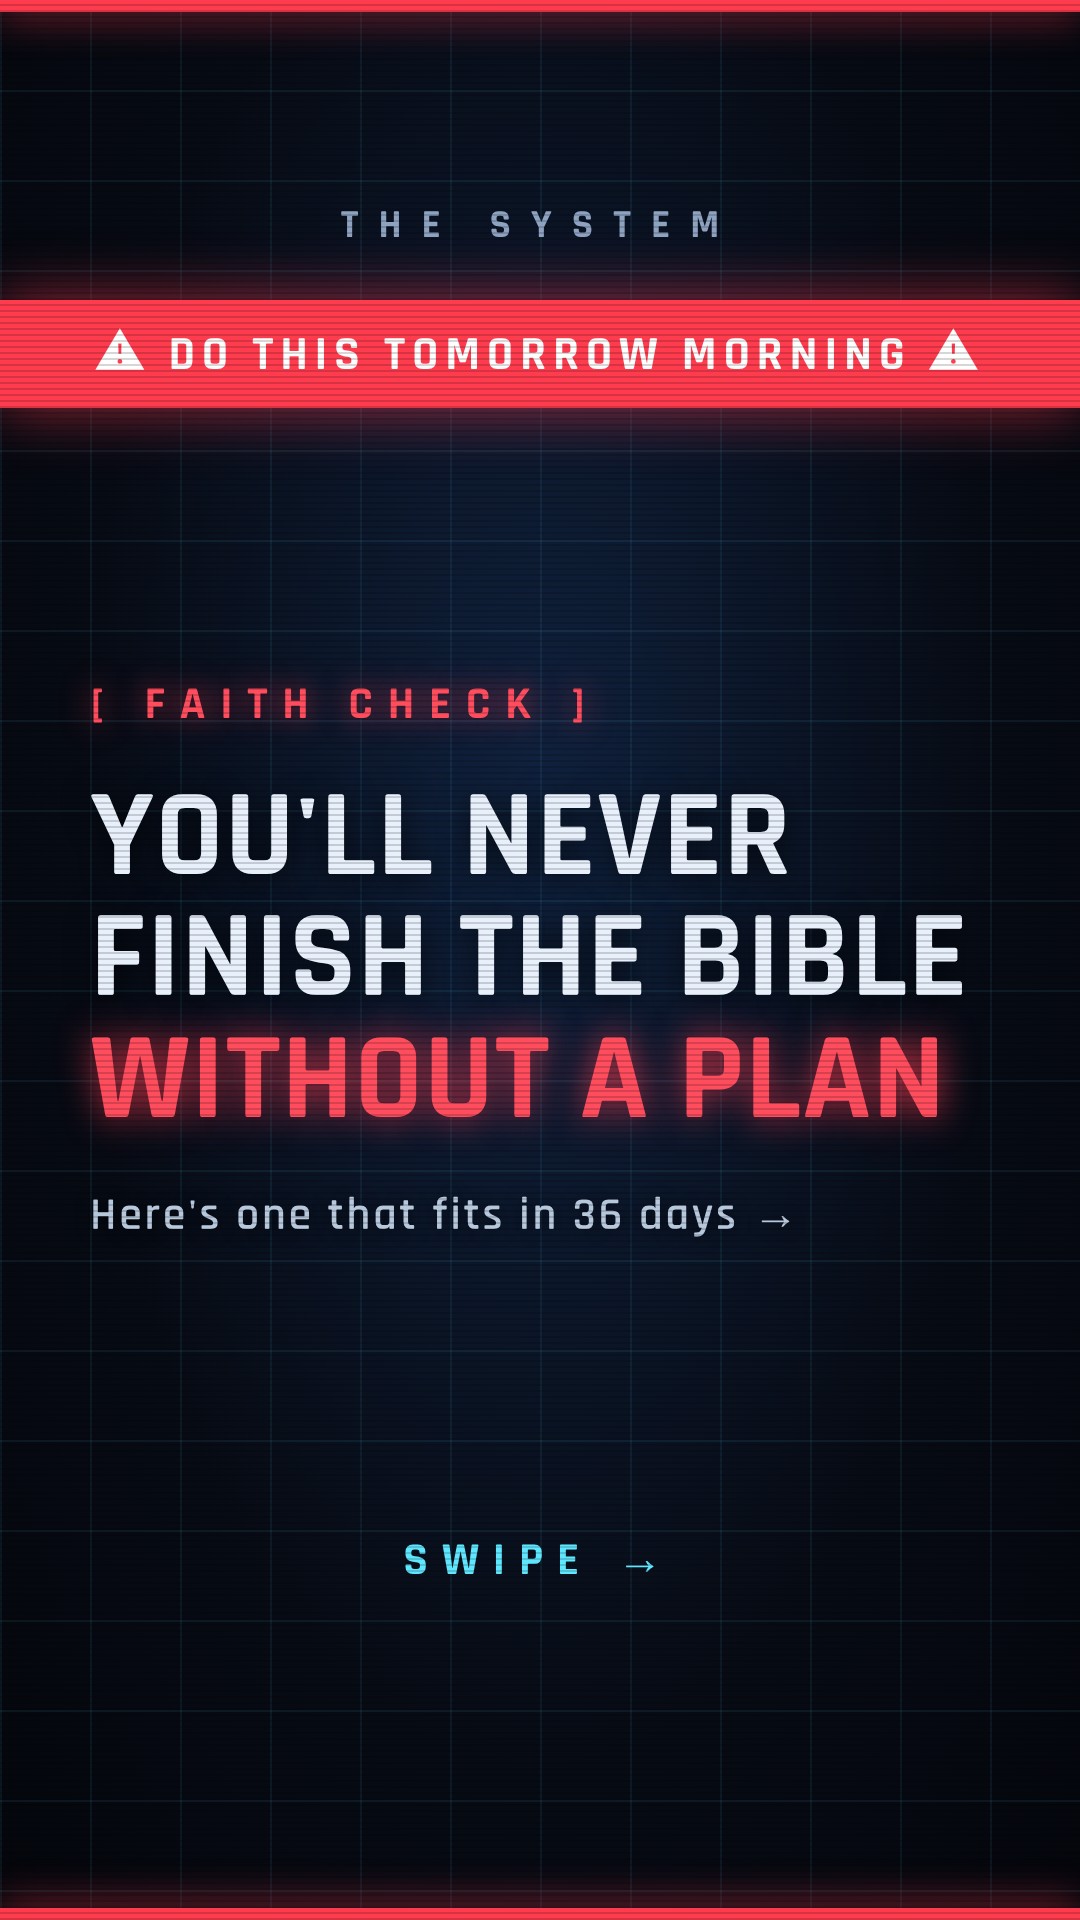 THE SYSTEM
⚠ DO THIS TOMORROW MORNING ⚠
[ FAITH CHECK ]
YOU'LL NEVER
FINISH THE BIBLE
WITHOUT A PLAN
Here's one that fits in 36 days →
SWIPE →